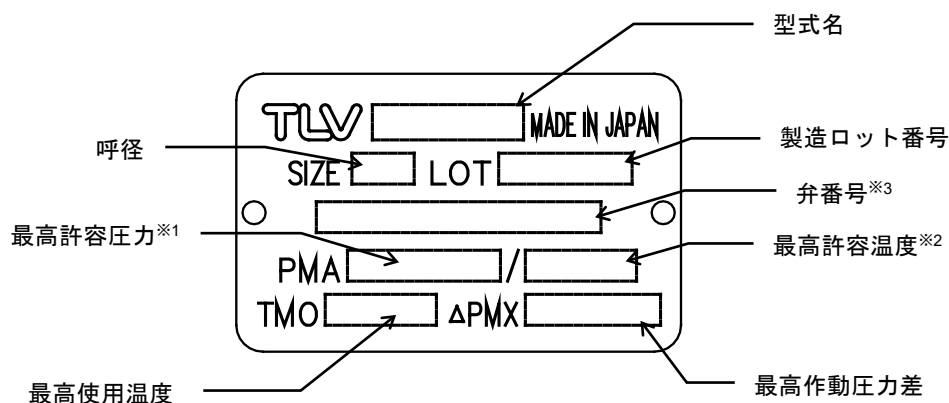 型式名
TLV MADE IN JAPAN
呼径 製造ロット番号
SIZE LOT
弁番号※3
最高許容圧力※1 最高許容温度※2
PMA /
TMO ΔPMX
最高使用温度 最高作動圧力差